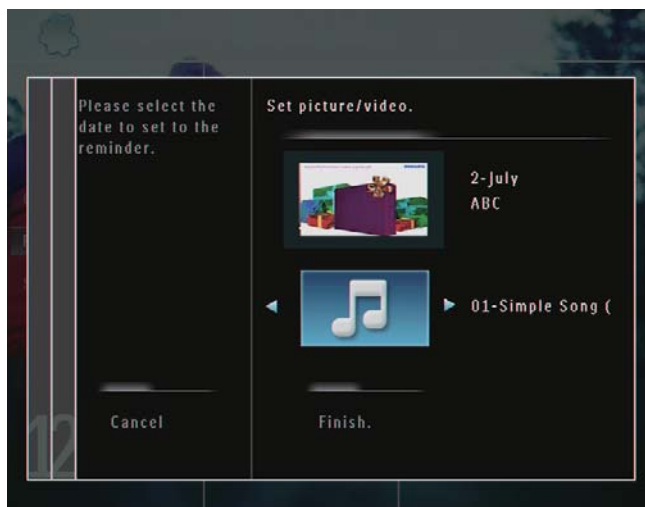 Please select the
date to set to the
reminder.
Set picture/video.
2-July
ABC
01-Simple Song (
Cancel
Finish.
12